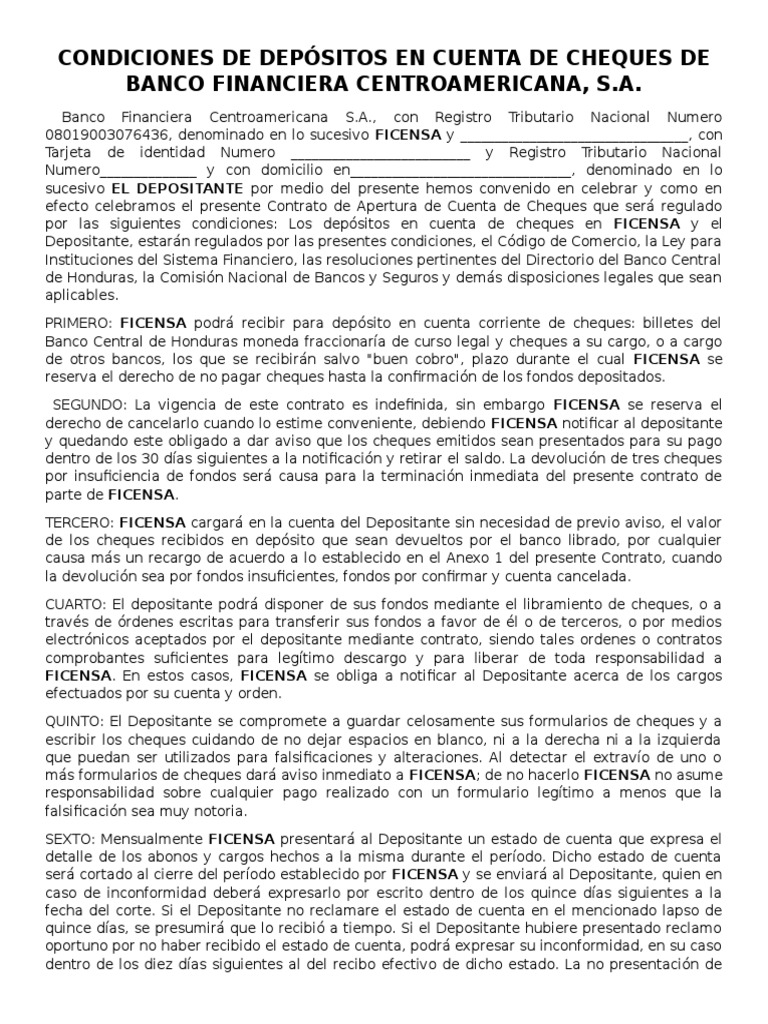 CONDICIONES DE DEPÓSITOS EN CUENTA DE CHEQUES DE
BANCO FINANCIERA CENTROAMERICANA, S.A.
Banco Financiera Centroamericana S.A., con Registro Tributario Nacional Numero
08019003076436, denominado en lo sucesivo FICENSA y _________________________________, con
Tarjeta de identidad Numero __________________________ y Registro Tributario Nacional
Numero______________ y con domicilio en________________________________, denominado en lo
sucesivo EL DEPOSITANTE por medio del presente hemos convenido en celebrar y como en
efecto celebramos el presente Contrato de Apertura de Cuenta de Cheques que será regulado
por las siguientes condiciones: Los depósitos en cuenta de cheques en FICENSA y el
Depositante, estarán regulados por las presentes condiciones, el Código de Comercio, la Ley para
Instituciones del Sistema Financiero, las resoluciones pertinentes del Directorio del Banco Central
de Honduras, la Comisión Nacional de Bancos y Seguros y demás disposiciones legales que sean
aplicables.
PRIMERO: FICENSA podrá recibir para depósito en cuenta corriente de cheques: billetes del
Banco Central de Honduras moneda fraccionaría de curso legal y cheques a su cargo, o a cargo
de otros bancos, los que se recibirán salvo "buen cobro", plazo durante el cual FICENSA se
reserva el derecho de no pagar cheques hasta la confirmación de los fondos depositados.
SEGUNDO: La vigencia de este contrato es indefinida, sin embargo FICENSA se reserva el
derecho de cancelarlo cuando lo estime conveniente, debiendo FICENSA notificar al depositante
y quedando este obligado a dar aviso que los cheques emitidos sean presentados para su pago
dentro de los 30 días siguientes a la notificación y retirar el saldo. La devolución de tres cheques
por insuficiencia de fondos será causa para la terminación inmediata del presente contrato de
parte de FICENSA.
TERCERO: FICENSA cargará en la cuenta del Depositante sin necesidad de previo aviso, el valor
de los cheques recibidos en depósito que sean devueltos por el banco librado, por cualquier
causa más un recargo de acuerdo a lo establecido en el Anexo 1 del presente Contrato, cuando
la devolución sea por fondos insuficientes, fondos por confirmar y cuenta cancelada.
CUARTO: El depositante podrá disponer de sus fondos mediante el libramiento de cheques, o a
través de órdenes escritas para transferir sus fondos a favor de él o de terceros, o por medios
electrónicos aceptados por el depositante mediante contrato, siendo tales ordenes o contratos
comprobantes suficientes para legítimo descargo y para liberar de toda responsabilidad a
FICENSA. En estos casos, FICENSA se obliga a notificar al Depositante acerca de los cargos
efectuados por su cuenta y orden.
QUINTO: El Depositante se compromete a guardar celosamente sus formularios de cheques y a
escribir los cheques cuidando de no dejar espacios en blanco, ni a la derecha ni a la izquierda
que puedan ser utilizados para falsificaciones y alteraciones. Al detectar el extravío de uno o
más formularios de cheques dará aviso inmediato a FICENSA; de no hacerlo FICENSA no asume
responsabilidad sobre cualquier pago realizado con un formulario legítimo a menos que la
falsificación sea muy notoria.
SEXTO: Mensualmente FICENSA presentará al Depositante un estado de cuenta que expresa el
detalle de los abonos y cargos hechos a la misma durante el período. Dicho estado de cuenta
será cortado al cierre del período establecido por FICENSA y se enviará al Depositante, quien en
caso de inconformidad deberá expresarlo por escrito dentro de los quince días siguientes a la
fecha del corte. Si el Depositante no reclamare el estado de cuenta en el mencionado lapso de
quince días, se presumirá que lo recibió a tiempo. Si el Depositante hubiere presentado reclamo
oportuno por no haber recibido el estado de cuenta, podrá expresar su inconformidad, en su caso
dentro de los diez días siguientes al del recibo efectivo de dicho estado. La no presentación de